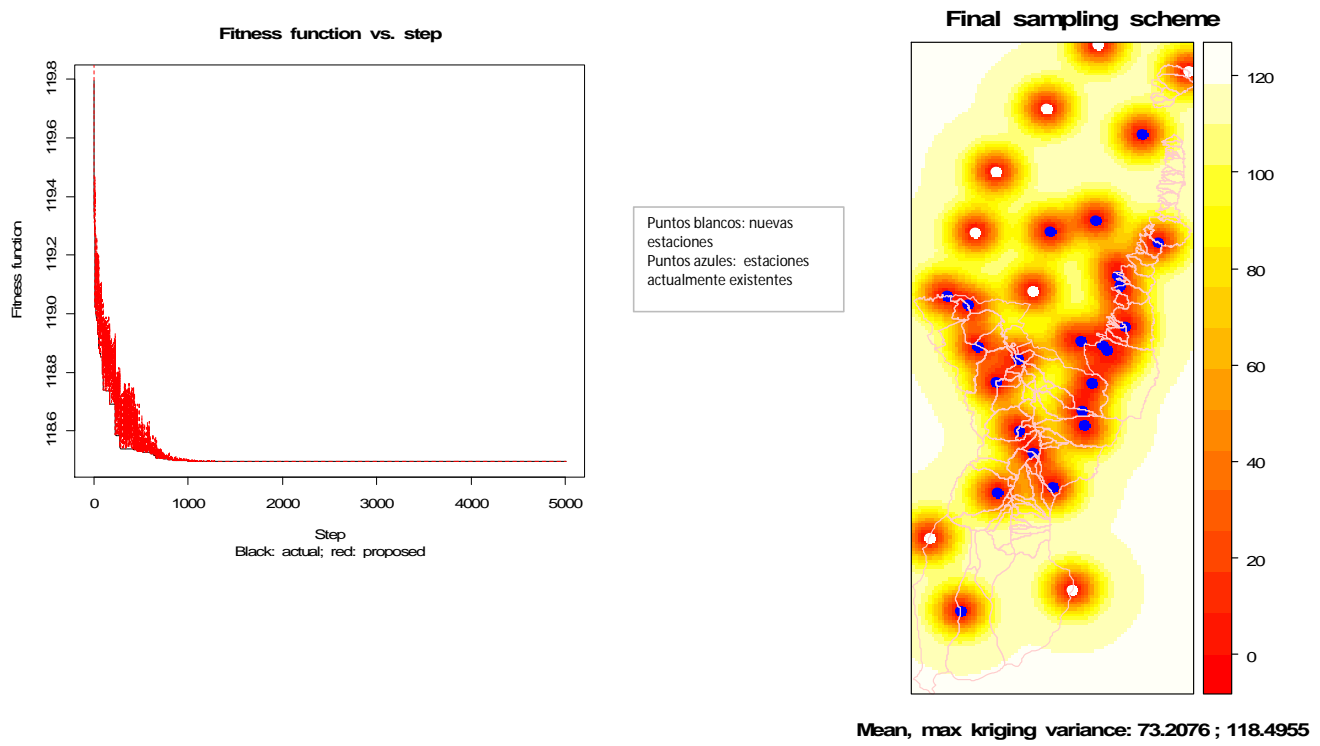 Fitness function vs. step
Fitness function
119.8
119.6
119.4
119.2
119.0
118.8
118.6
0
1000
2000
3000
4000
5000
Step
Black: actual; red: proposed
Puntos blancos: nuevas
estaciones
Puntos azules: estaciones
actualmente existentes
Final sampling scheme
120
100
80
60
40
20
0
Mean, max kriging variance: 73.2076 ; 118.4955